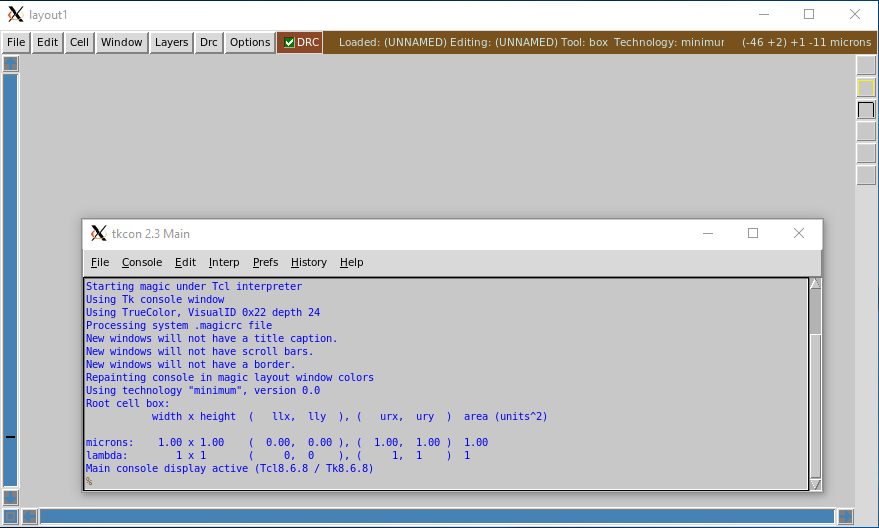 layout1
File Edit Cell Window Layers Drc Options DRC Loaded: (UNNAMED) Editing: (UNNAMED) Tool: box Technology: minimur (-46 +2) +1 -11 microns
tkcon 2.3 Main
File Console Edit Interp Prefs History Help
Starting magic under Tcl interpreter
Using Tk console window
Using TrueColor, VisualID 0x22 depth 24
Processing system .magicrc file
New windows will not have a title caption.
New windows will not have scroll bars.
New windows will not have a border.
Repainting console in magic layout window colors
Using technology "minimum", version 0.0
Root cell box:
width x height ( llx, lly ), ( urx, ury ) area (units^2)
microns: 1.00 x 1.00 ( 0.00, 0.00 ), ( 1.00, 1.00 ) 1.00
lambda: 1 x 1 ( 0, 0 ), ( 1, 1 ) 1
Main console display active (Tcl8.6.8 / Tk8.6.8)
%